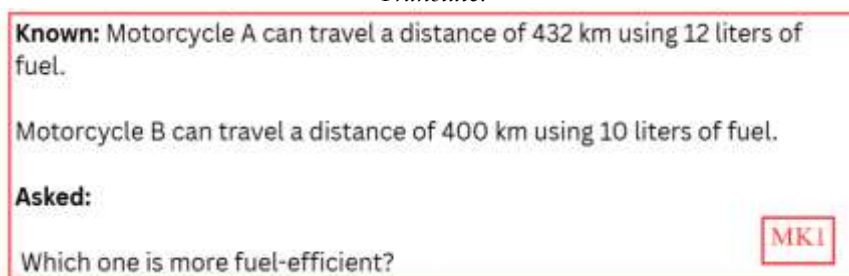 Known: Motorcycle A can travel a distance of 432 km using 12 liters of
fuel.
Motorcycle B can travel a distance of 400 km using 10 liters of fuel.
Asked:
Which one is more fuel-efficient?
MK1